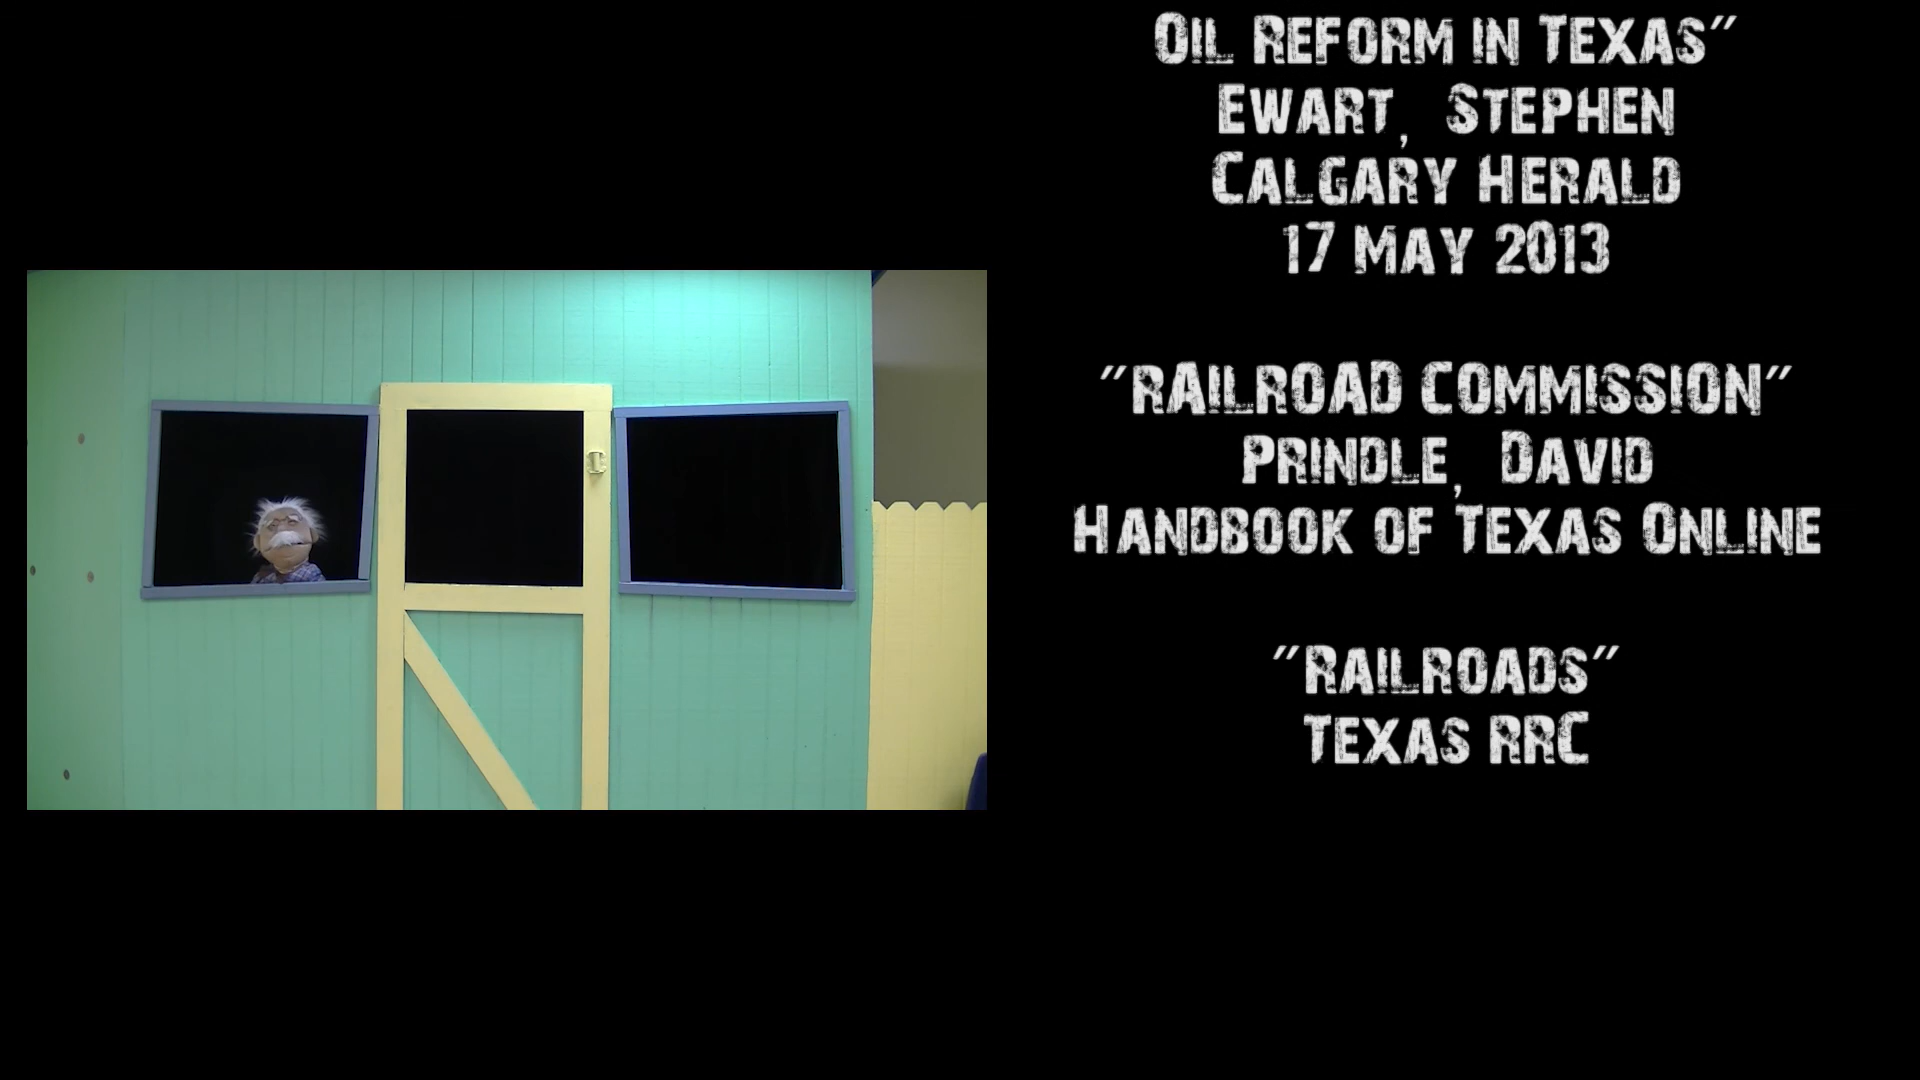 Oil Reform in Texas"
Ewart, Stephen
Calgary Herald
17 May 2013
"Railroad Commission"
Prindle, David
Handbook of Texas Online
"Railroads"
Texas RRC